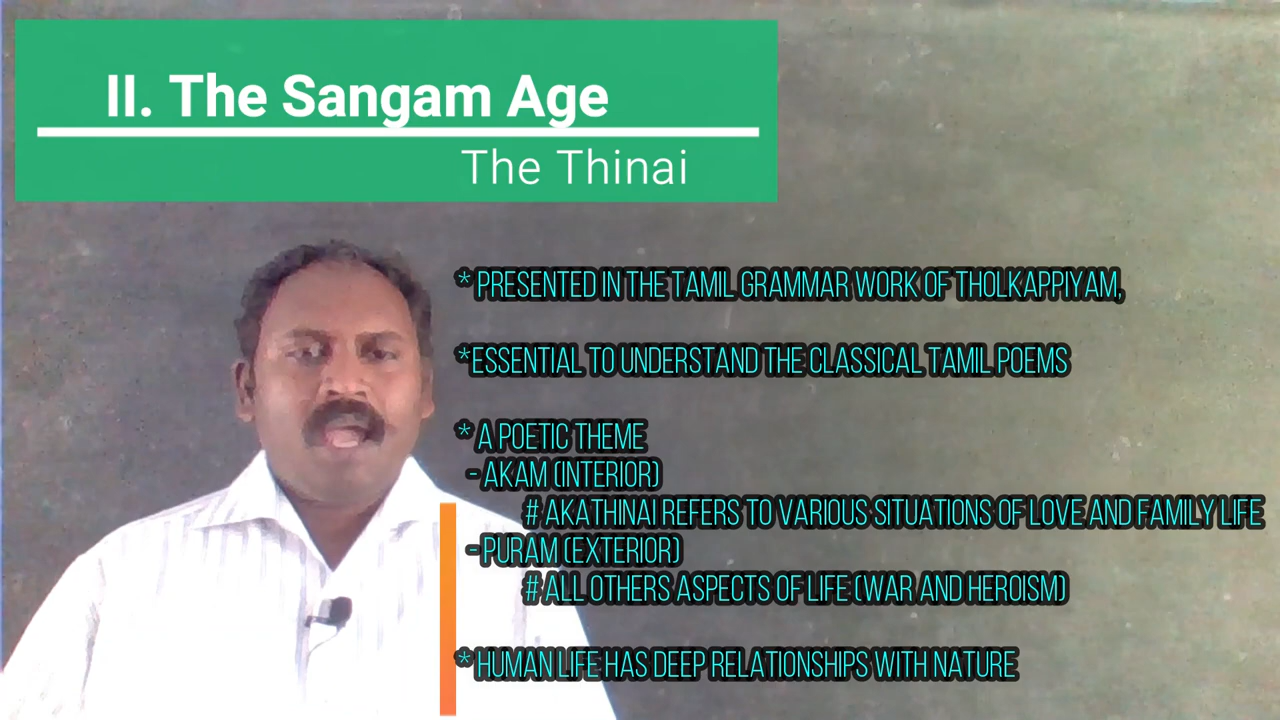 II. The Sangam Age
The Thinai
* PRESENTED IN THE TAMIL GRAMMAR WORK OF THOLKAPPIYAM,
*ESSENTIAL TO UNDERSTAND THE CLASSICAL TAMIL POEMS
* A POETIC THEME
- AKAM (INTERIOR)
# AKATHINAI REFERS TO VARIOUS SITUATIONS OF LOVE AND FAMILY LIFE
- PURAM (EXTERIOR)
# ALL OTHERS ASPECTS OF LIFE (WAR AND HEROISM)
* HUMAN LIFE HAS DEEP RELATIONSHIPS WITH NATURE